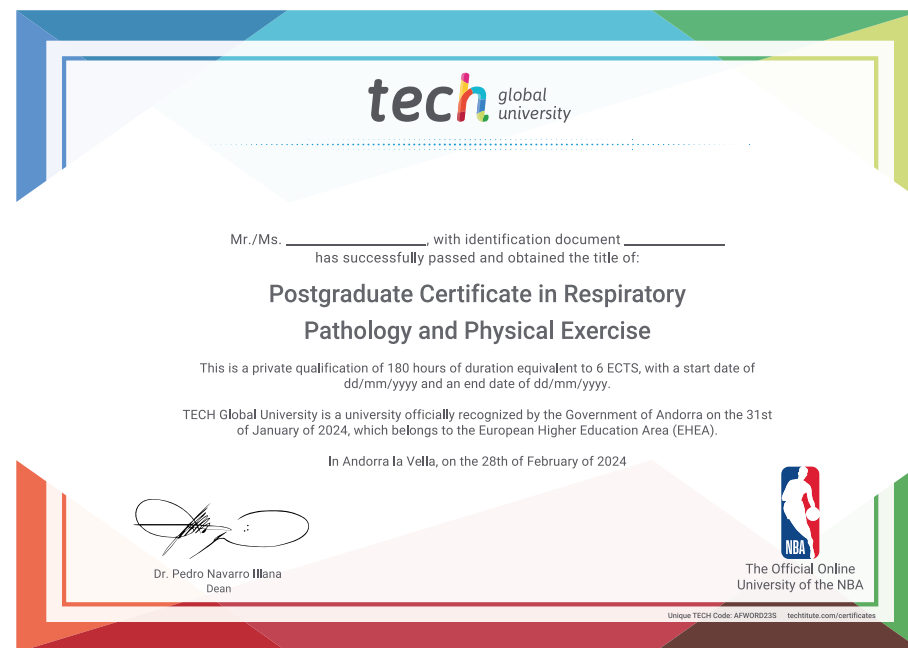 tech global
university
Mr./Ms. ____________, with identification document ____________
has successfully passed and obtained the title of:
Postgraduate Certificate in Respiratory
Pathology and Physical Exercise
This is a private qualification of 180 hours of duration equivalent to 6 ECTS, with a start date of
dd/mm/yyyy and an end date of dd/mm/yyyy.
TECH Global University is a university officially recognized by the Government of Andorra on the 31st
of January of 2024, which belongs to the European Higher Education Area (EHEA).
In Andorra la Vella, on the 28th of February of 2024
NBA
Dr. Pedro Navarro Illana
Dean
The Official Online
University of the NBA
Unique TECH Code: AFWORD23S techtitute.com/certificates